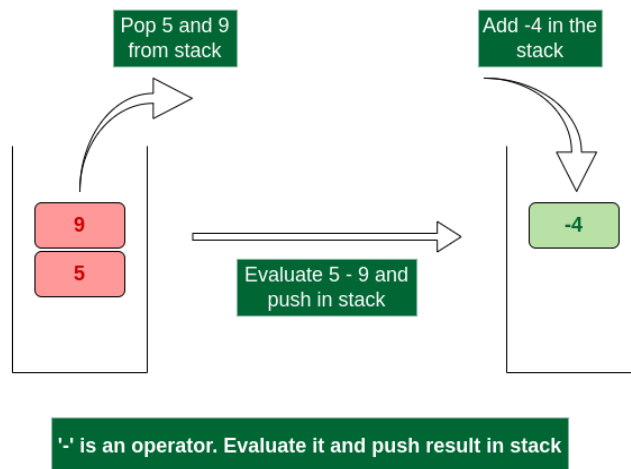 Pop 5 and 9
from stack
Add -4 in the
stack
9
5
-4
Evaluate 5 - 9 and
push in stack
'-' is an operator. Evaluate it and push result in stack